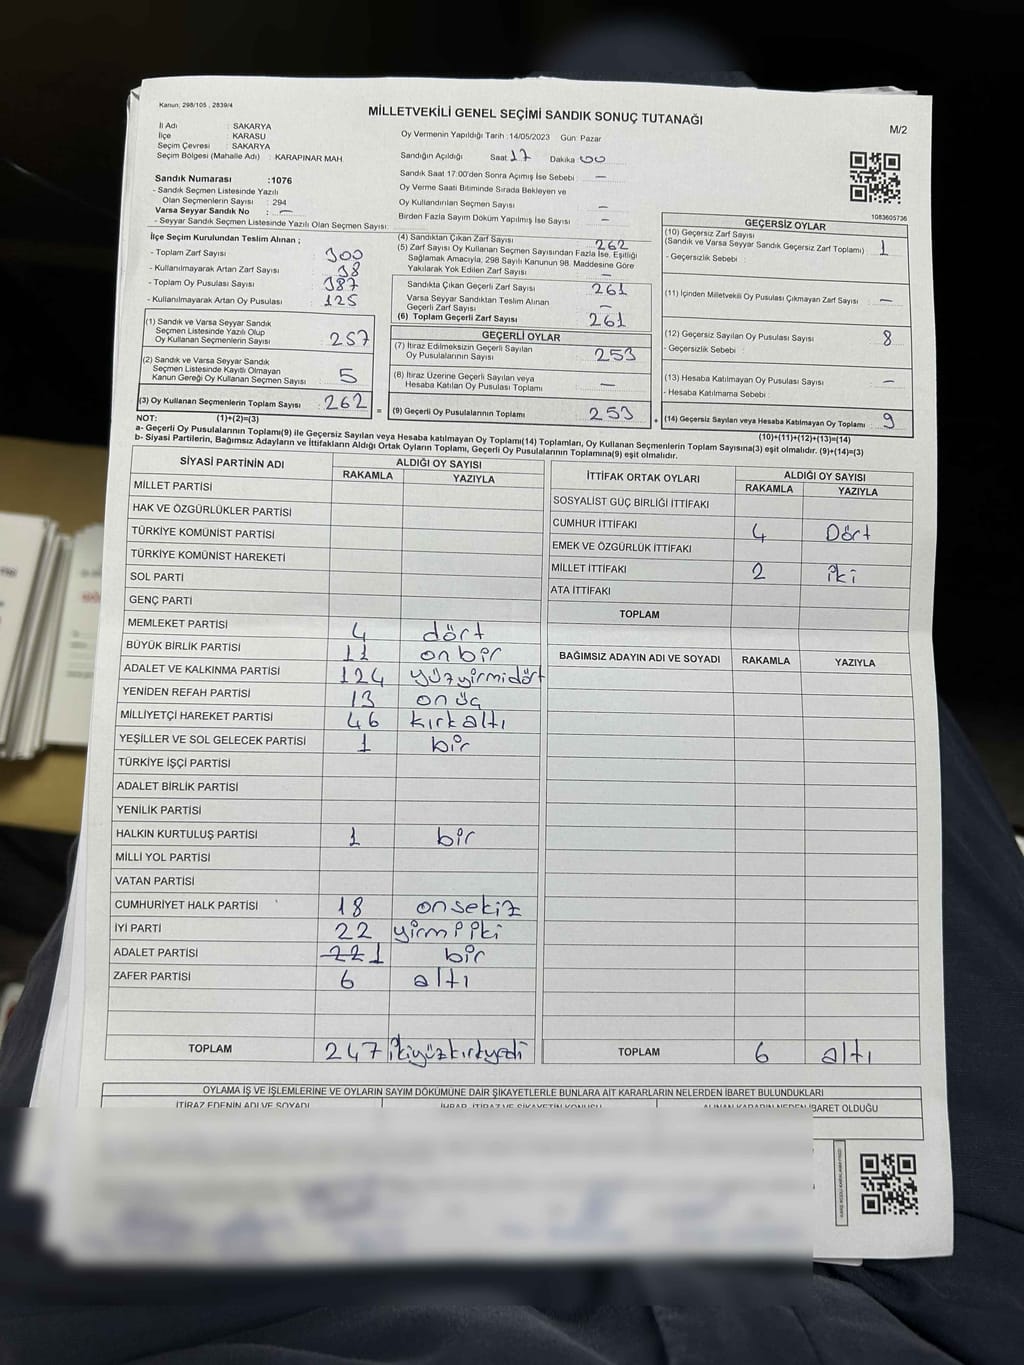 Kanun; 298/105 , 2839/4
MİLLETVEKİLİ GENEL SEÇİMİ SANDIK SONUÇ TUTANAĞI
M/2
İl Adı : SAKARYA
İlçe : KARASU
Seçim Çevresi : SAKARYA
Seçim Bölgesi (Mahalle Adı) : KARAPINAR MAH.
Oy Vermenin Yapıldığı Tarih : 14/05/2023 Gün: Pazar
Sandığın Açıldığı Saat 17 Dakika 00
Sandık Saat 17:00'den Sonra Açımış İse Sebebi : —
Oy Verme Saati Bitiminde Sırada Bekleyen ve
Oy Kullandırılan Seçmen Sayısı : —
Birden Fazla Sayım Döküm Yapılmış İse Sayısı : —
1083605736
Sandık Numarası :1076
- Sandık Seçmen Listesinde Yazılı
Olan Seçmenlerin Sayısı : 294
Varsa Seyyar Sandık No : —
- Seyyar Sandık Seçmen Listesinde Yazılı Olan Seçmen Sayısı:
İlçe Seçim Kurulundan Teslim Alınan ;
- Toplam Zarf Sayısı : 300
- Kullanılmayarak Artan Zarf Sayısı : 38
- Toplam Oy Pusulası Sayısı : 387
- Kullanılmayarak Artan Oy Pusulası : 125
(1) Sandık ve Varsa Seyyar Sandık
Seçmen Listesinde Yazılı Olup
Oy Kullanan Seçmenlerin Sayısı : 257
(2) Sandık ve Varsa Seyyar Sandık
Seçmen Listesinde Kayıtlı Olmayan
Kanun Gereği Oy Kullanan Seçmen Sayısı : 5
(3) Oy Kullanan Seçmenlerin Toplam Sayısı : 262
(1)+(2)=(3)
(4) Sandıktan Çıkan Zarf Sayısı 262
(5) Zarf Sayısı Oy Kullanan Seçmen Sayısından Fazla İse, Eşitliği
Sağlamak Amacıyla, 298 Sayılı Kanunun 98. Maddesine Göre
Yakılarak Yok Edilen Zarf Sayısı : —
Sandıkta Çıkan Geçerli Zarf Sayısı : 261
Varsa Seyyar Sandıktan Teslim Alınan
Geçerli Zarf Sayısı : —
(6) Toplam Geçerli Zarf Sayısı : 261
GEÇERLİ OYLAR
(7) İtiraz Edilmeksizin Geçerli Sayılan
Oy Pusulalarının Sayısı : 253
(8) İtiraz Üzerine Geçerli Sayılan veya
Hesaba Katılan Oy Pusulası Toplamı : —
(9) Geçerli Oy Pusulalarının Toplamı : 253
GEÇERSİZ OYLAR
(10) Geçersiz Zarf Sayısı
(Sandık ve Varsa Seyyar Sandık Geçersiz Zarf Toplamı) : 1
- Geçersizlik Sebebi :
(11) İçinden Milletvekili Oy Pusulası Çıkmayan Zarf Sayısı : —
(12) Geçersiz Sayılan Oy Pusulası Sayısı : 8
- Geçersizlik Sebebi :
(13) Hesaba Katılmayan Oy Pusulası Sayısı : —
- Hesaba Katılmama Sebebi :
(14) Geçersiz Sayılan veya Hesaba Katılmayan Oy Toplamı : 9
(10)+(11)+(12)+(13)=(14)
NOT:
a- Geçerli Oy Pusulalarının Toplamı(9) ile Geçersiz Sayılan veya Hesaba katılmayan Oy Toplamı(14) Toplamları, Oy Kullanan Seçmenlerin Toplam Sayısına(3) eşit olmalıdır. (9)+(14)=(3)
b- Siyasi Partilerin, Bağımsız Adayların ve İttifakların Aldığı Ortak Oyların Toplamı, Geçerli Oy Pusulalarının Toplamına(9) eşit olmalıdır.
SİYASİ PARTİNİN ADI ALDIĞI OY SAYISI
RAKAMLA YAZIYLA
MİLLET PARTİSİ
HAK VE ÖZGÜRLÜKLER PARTİSİ
TÜRKİYE KOMÜNİST PARTİSİ
TÜRKİYE KOMÜNİST HAREKETİ
SOL PARTİ
GENÇ PARTİ
MEMLEKET PARTİSİ 4 dört
BÜYÜK BİRLİK PARTİSİ 11 onbir
ADALET VE KALKINMA PARTİSİ 124 yüzyirmidört
YENİDEN REFAH PARTİSİ 13 onüç
MİLLİYETÇİ HAREKET PARTİSİ 46 kırkaltı
YEŞİLLER VE SOL GELECEK PARTİSİ 1 bir
TÜRKİYE İŞÇİ PARTİSİ
ADALET BİRLİK PARTİSİ
YENİLİK PARTİSİ
HALKIN KURTULUŞ PARTİSİ 1 bir
MİLLİ YOL PARTİSİ
VATAN PARTİSİ
CUMHURİYET HALK PARTİSİ 18 onsekiz
İYİ PARTİ 22 yirmiiki
ADALET PARTİSİ 22 1 bir
ZAFER PARTİSİ 6 altı
TOPLAM 247 ikiyüzkırkyedi
İTTİFAK ORTAK OYLARI ALDIĞI OY SAYISI
RAKAMLA YAZIYLA
SOSYALİST GÜÇ BİRLİĞİ İTTİFAKI
CUMHUR İTTİFAKI 4 Dört
EMEK VE ÖZGÜRLÜK İTTİFAKI
MİLLET İTTİFAKI 2 iki
ATA İTTİFAKI
TOPLAM
BAĞIMSIZ ADAYIN ADI VE SOYADI RAKAMLA YAZIYLA
TOPLAM 6 altı
OYLAMA İŞ VE İŞLEMLERİNE VE OYLARIN SAYIM DÖKÜMÜNE DAİR ŞİKAYETLERLE BUNLARA AİT KARARLARIN NELERDEN İBARET BULUNDUKLARI
İTİRAZ EDENİN ADI VE SOYADI İHBAR, İTİRAZ VE ŞİKAYETİN KONUSU ALINAN KARARIN NEDEN İBARET OLDUĞU